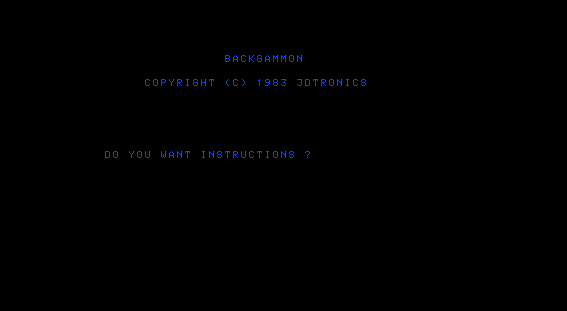 BACKGAMMON
COPYRIGHT (C) 1983 JDTRONICS
DO YOU WANT INSTRUCTIONS ?